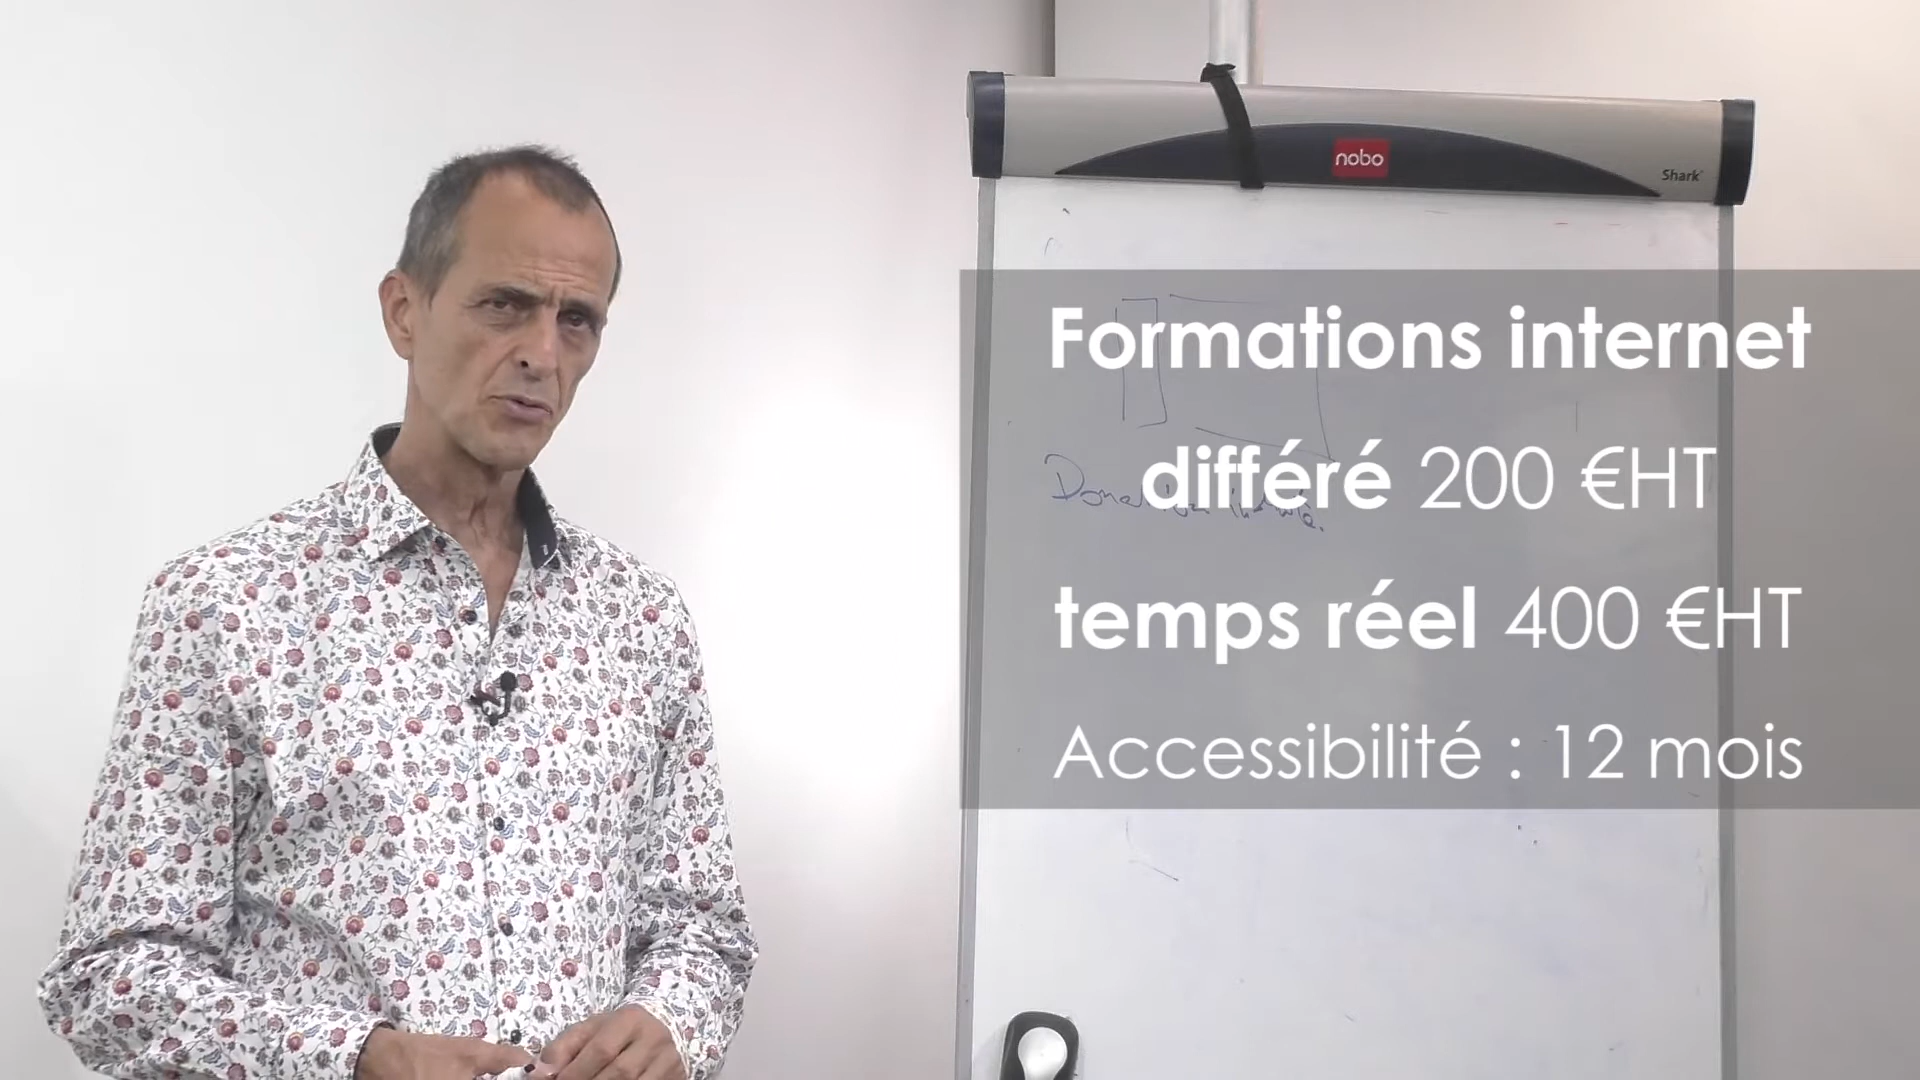 nobo
Shark
Formations internet
différé 200 €HT
temps réel 400 €HT
Accessibilité : 12 mois